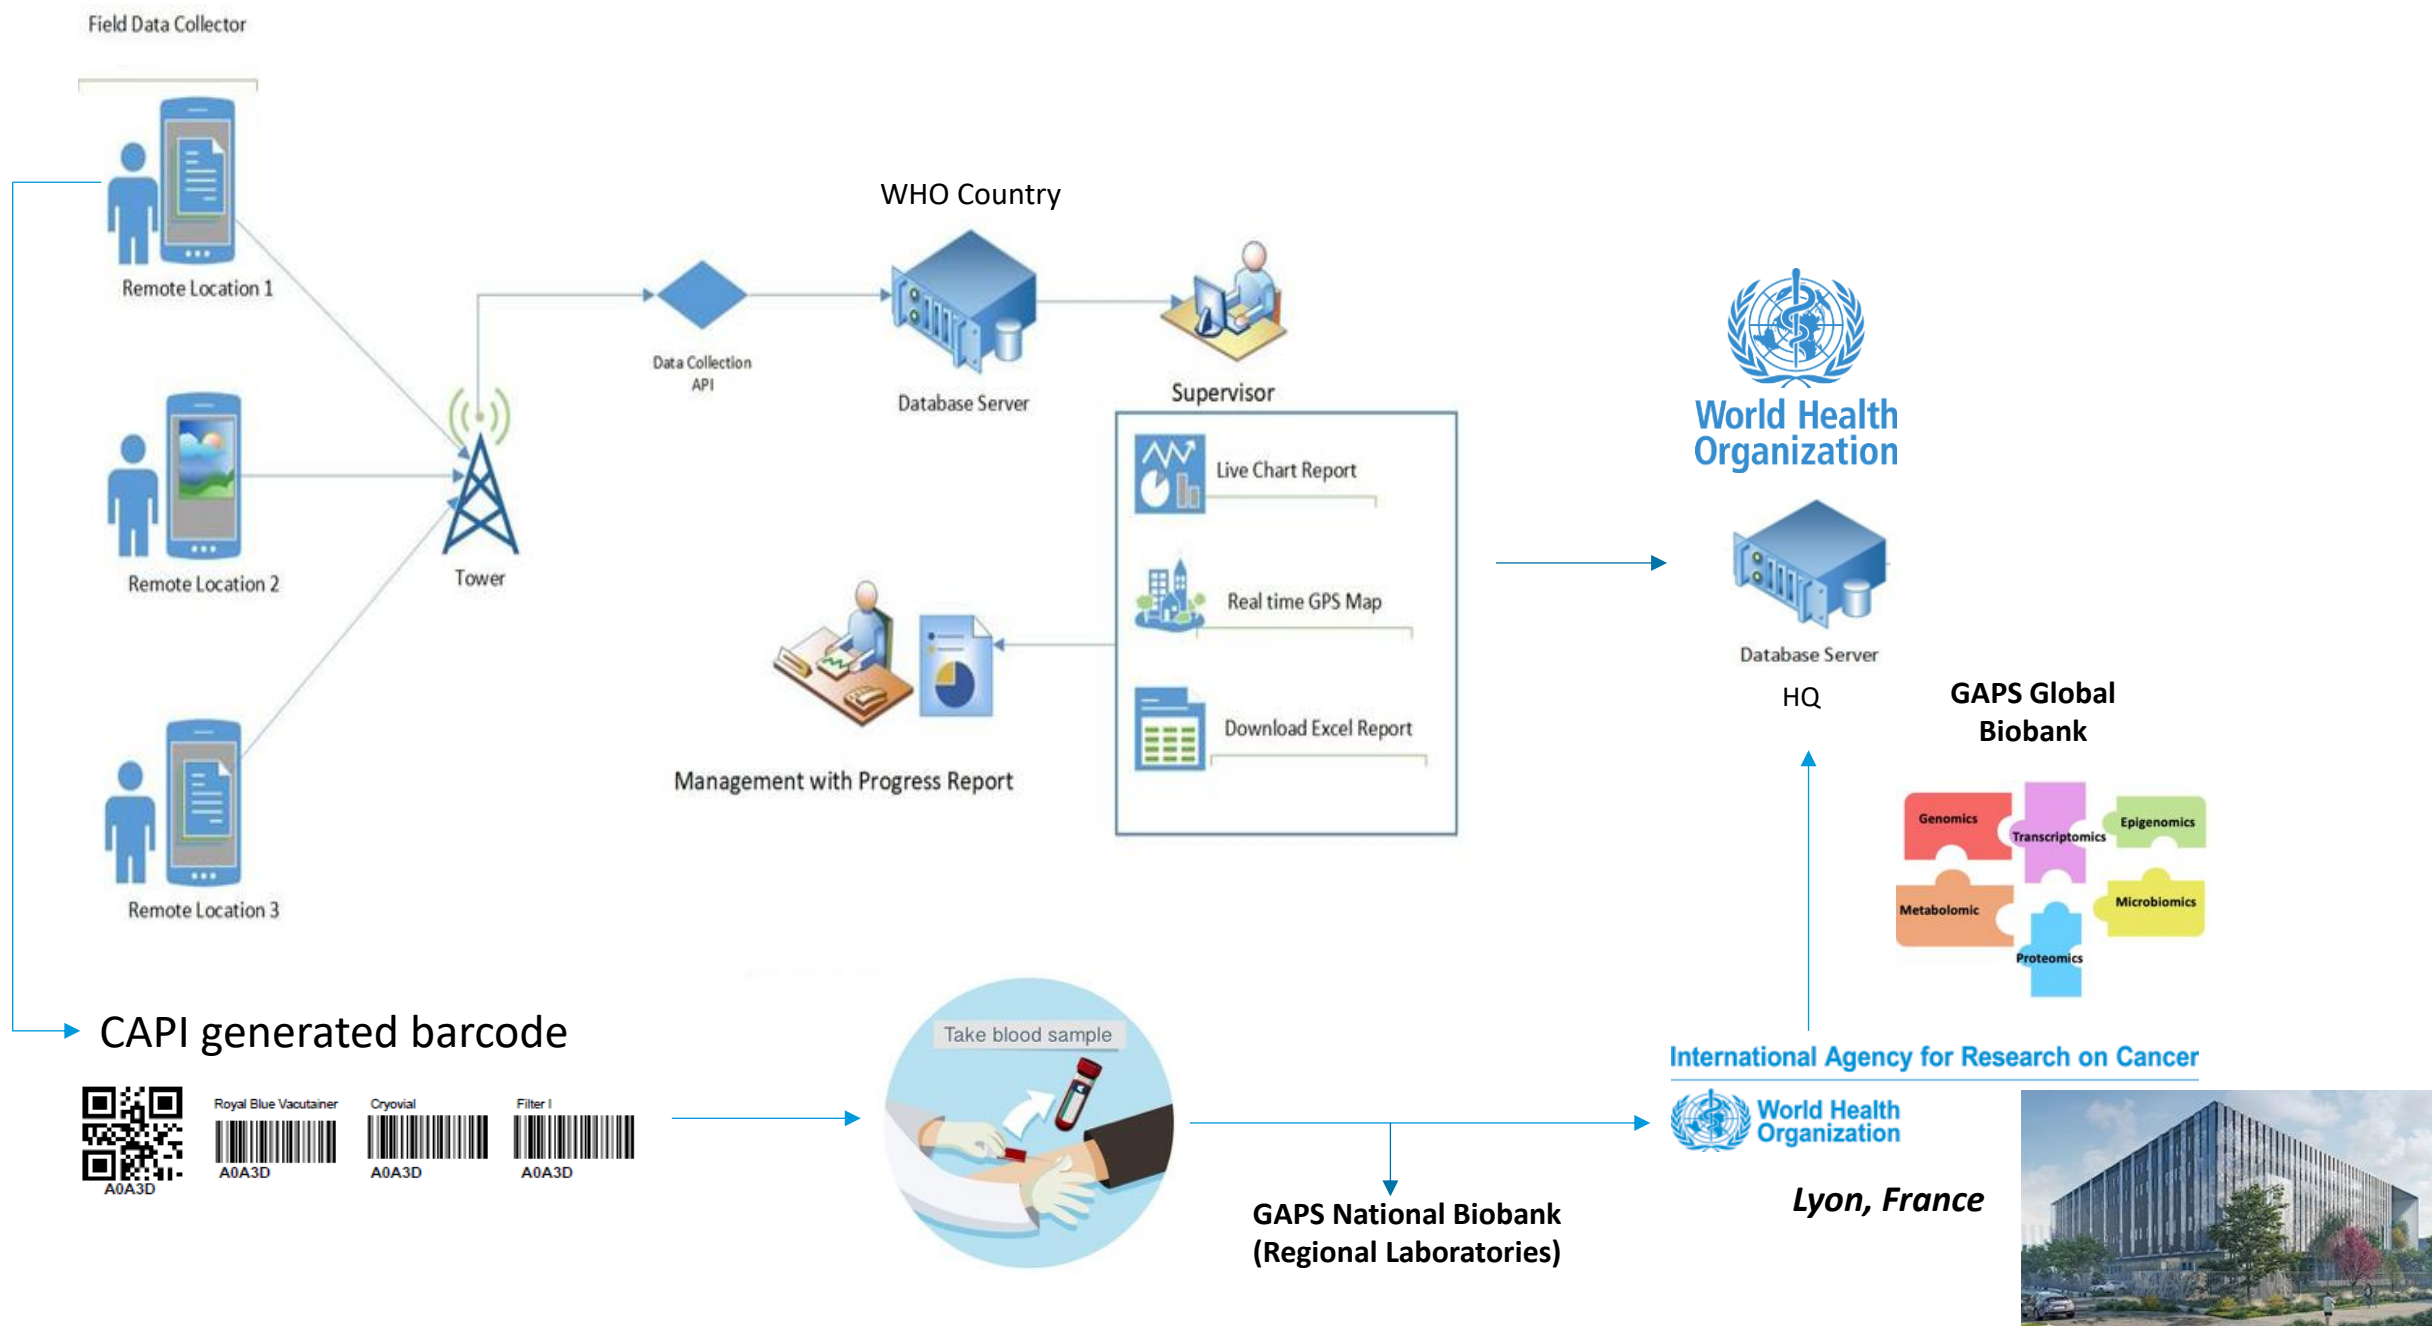 Field Data Collector
Remote Location 1
Remote Location 2
Remote Location 3
Tower
Data Collection
API
WHO Country
Database Server
Supervisor
Live Chart Report
Real time GPS Map
Download Excel Report
Management with Progress Report
World Health
Organization
Database Server
HQ
GAPS Global
Biobank
Genomics
Transcriptomics
Epigenomics
Metabolomic
Microbiomics
Proteomics
CAPI generated barcode
A0A3D
Royal Blue Vacutainer
A0A3D
Cryovial
A0A3D
Filter I
A0A3D
Take blood sample
GAPS National Biobank
(Regional Laboratories)
International Agency for Research on Cancer
World Health
Organization
Lyon, France